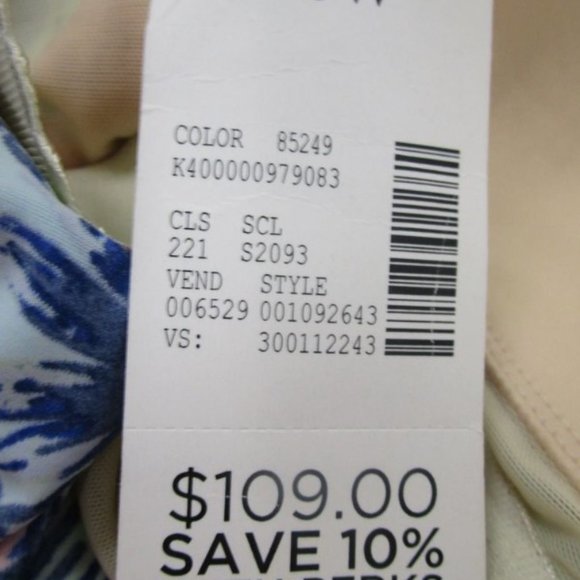 COLOR 85249
K400000979083
CLS SCL
221 S2093
VEND STYLE
006529 001092643
VS: 300112243
$109.00
SAVE 10%